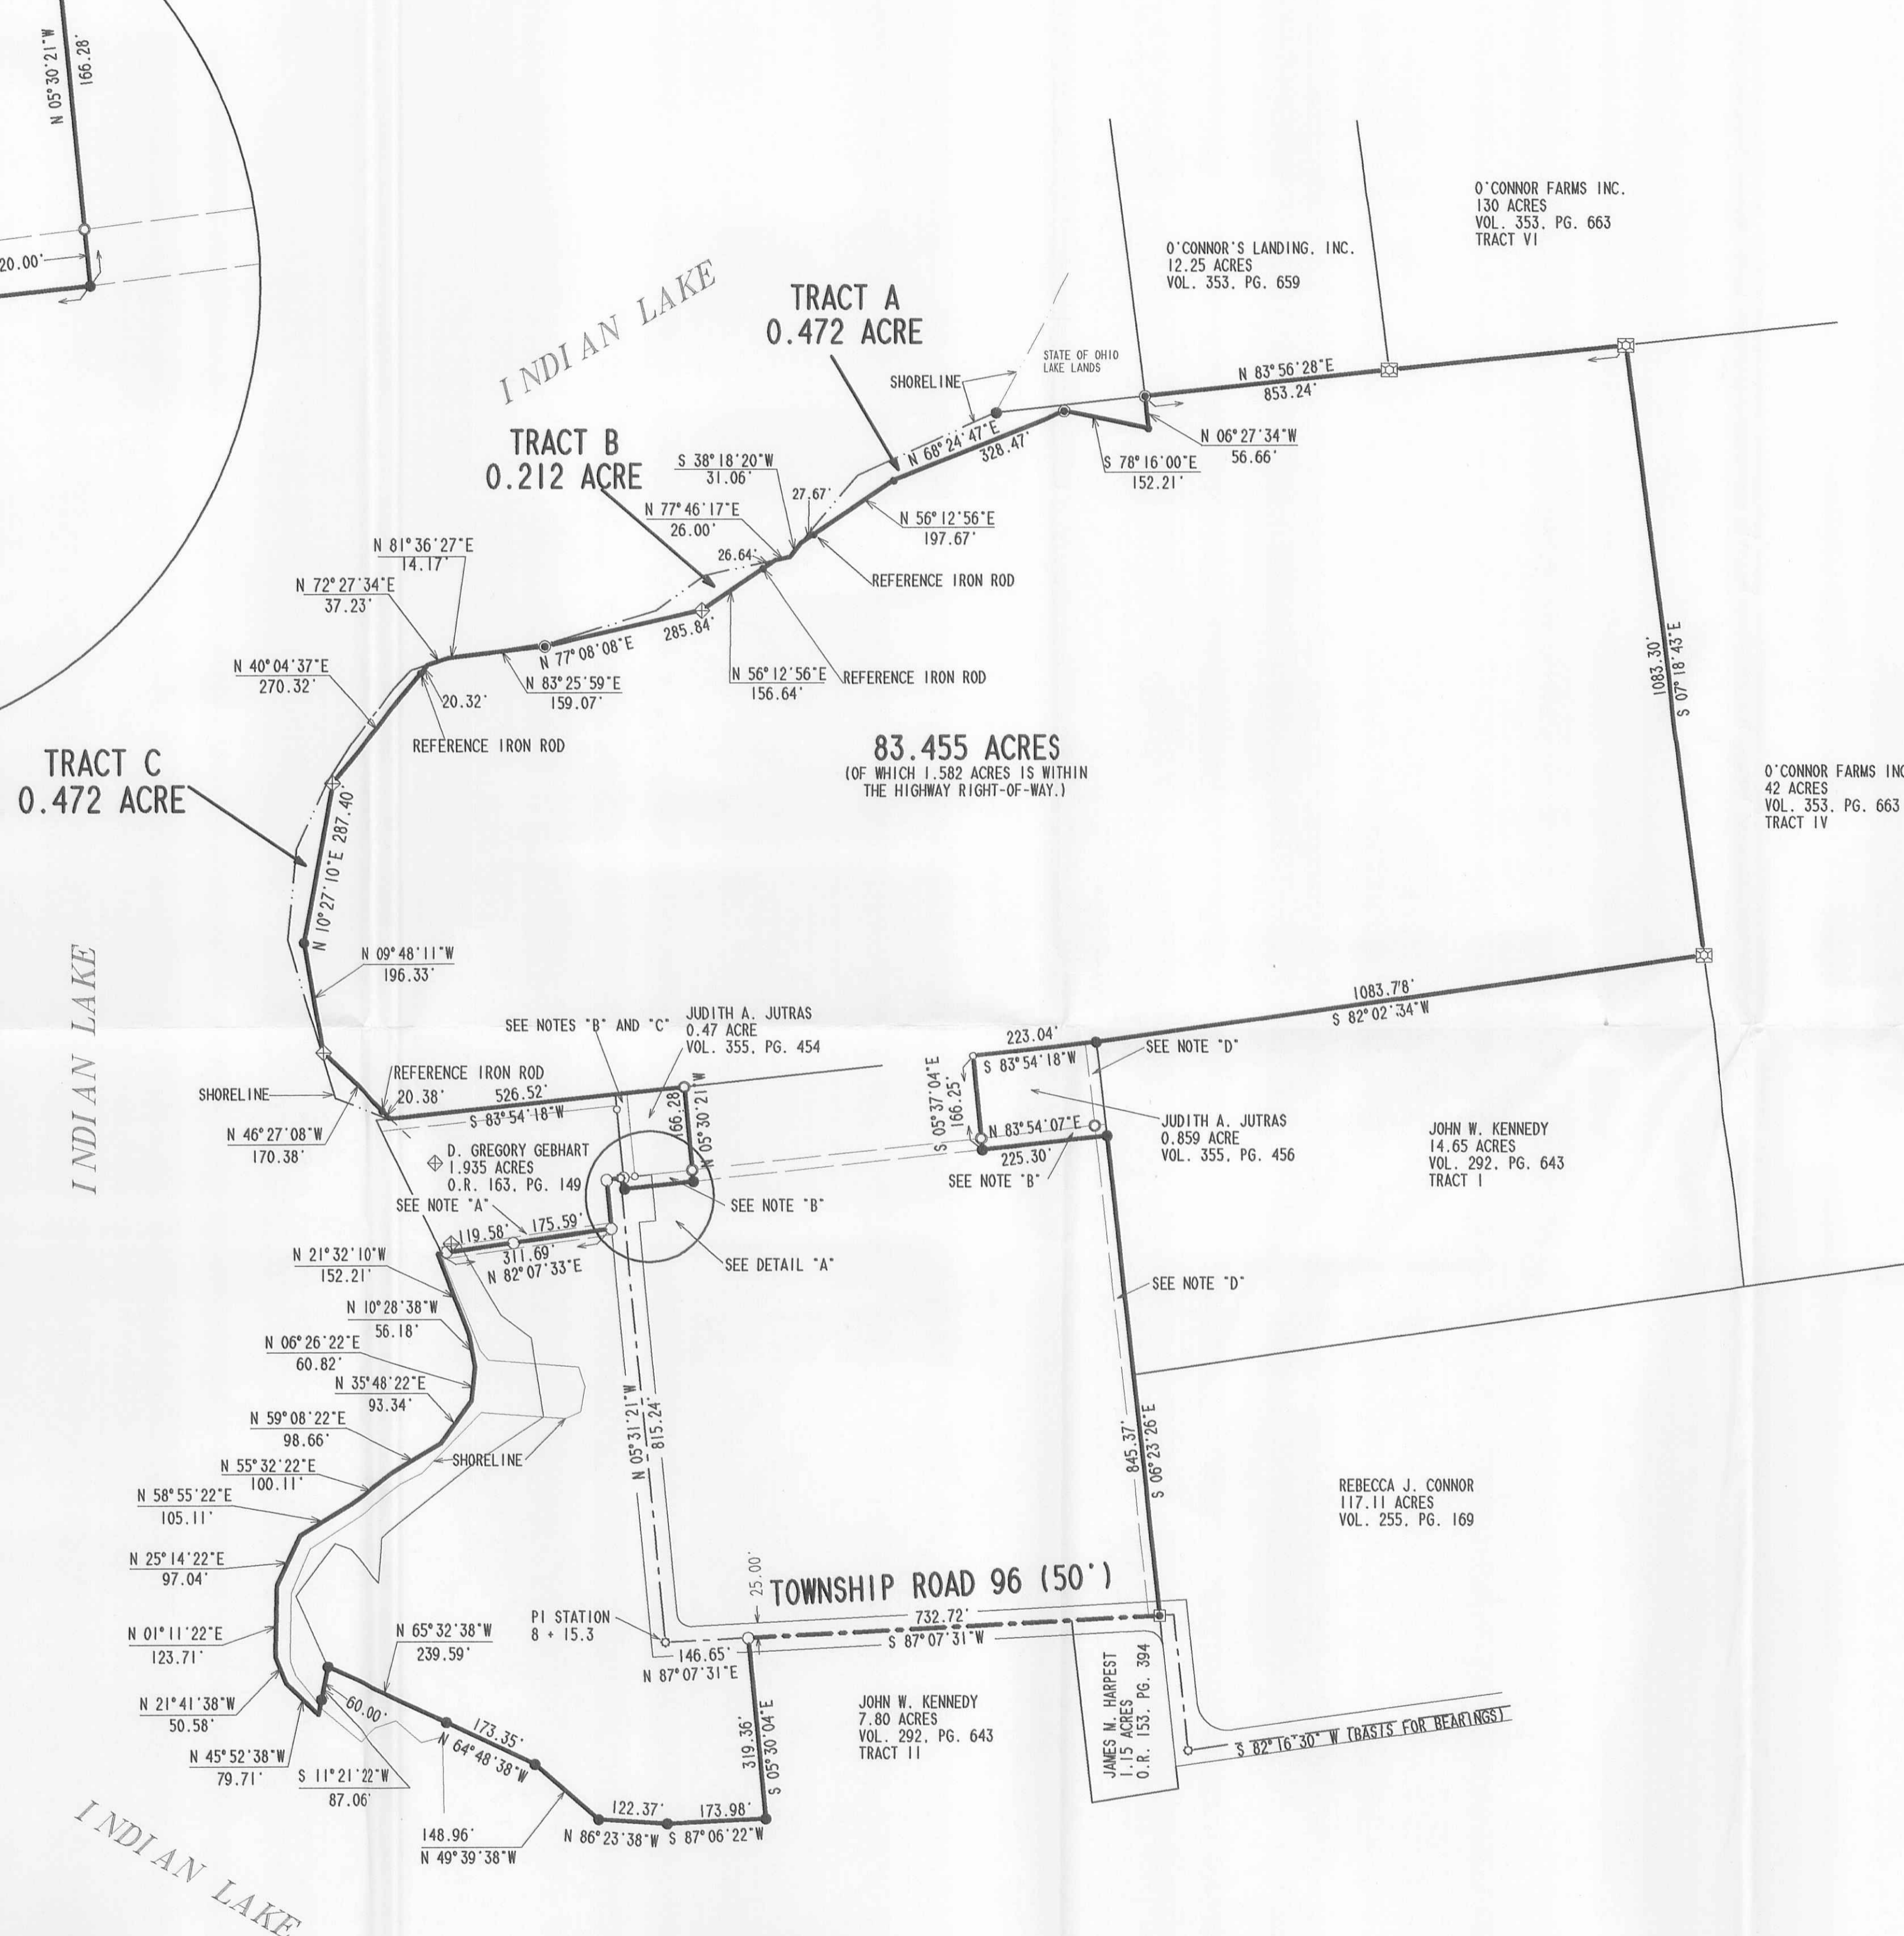 N 05°30'21"W
166.28'
20.00'
INDIAN LAKE
TRACT A
0.472 ACRE
O'CONNOR FARMS INC.
130 ACRES
VOL. 353, PG. 663
TRACT VI
O'CONNOR'S LANDING, INC.
12.25 ACRES
VOL. 353, PG. 659
STATE OF OHIO
LAKE LANDS
SHORELINE
N 83°56'28"E
853.24'
N 68°24'47"E
328.47'
N 06°27'34"W
56.66'
S 78°16'00"E
152.21'
TRACT B
0.212 ACRE
S 38°18'20"W
31.06'
27.67'
N 77°46'17"E
26.00'
N 56°12'56"E
197.67'
26.64'
REFERENCE IRON ROD
N 81°36'27"E
14.17'
N 72°27'34"E
37.23'
285.84'
N 77°08'08"E
N 56°12'56"E
156.64'
REFERENCE IRON ROD
N 40°04'37"E
270.32'
N 83°25'59"E
159.07'
20.32'
REFERENCE IRON ROD
1083.30'
S 07°18'43"E
83.455 ACRES
(OF WHICH 1.582 ACRES IS WITHIN
THE HIGHWAY RIGHT-OF-WAY.)
TRACT C
0.472 ACRE
O'CONNOR FARMS INC
42 ACRES
VOL. 353, PG. 663
TRACT IV
N 10°27'10"E 287.40'
N 09°48'11"W
196.33'
INDIAN LAKE
1083.78'
S 82°02'34"W
SEE NOTES "B" AND "C"
JUDITH A. JUTRAS
0.47 ACRE
VOL. 355, PG. 454
223.04'
S 83°54'18"W
SEE NOTE "D"
REFERENCE IRON ROD
20.38'
SHORELINE
526.52'
S 83°54'18"W
166.28'
N 05°30'21"W
S 05°37'04"E
166.25'
N 83°54'07"E
225.30'
SEE NOTE "B"
JUDITH A. JUTRAS
0.859 ACRE
VOL. 355, PG. 456
JOHN W. KENNEDY
14.65 ACRES
VOL. 292, PG. 643
TRACT I
N 46°27'08"W
170.38'
D. GREGORY GEBHART
1.935 ACRES
O.R. 163, PG. 149
SEE NOTE "A"
SEE NOTE "B"
119.58'
175.59'
311.69'
N 82°07'33"E
SEE DETAIL "A"
SEE NOTE "D"
N 21°32'10"W
152.21'
N 10°28'38"W
56.18'
N 06°26'22"E
60.82'
N 35°48'22"E
93.34'
N 59°08'22"E
98.66'
SHORELINE
N 55°32'22"E
100.11'
N 58°55'22"E
105.11'
N 25°14'22"E
97.04'
N 01°11'22"E
123.71'
N 21°41'38"W
50.58'
N 45°52'38"W
79.71'
S 11°21'22"W
87.06'
N 05°31'21"W
815.24'
845.37'
S 06°23'26"E
REBECCA J. CONNOR
117.11 ACRES
VOL. 255, PG. 169
TOWNSHIP ROAD 96 (50')
25.00'
732.72'
S 87°07'31"W
PI STATION
8 + 15.3
146.65'
N 87°07'31"E
N 65°32'38"W
239.59'
60.00'
173.35'
N 64°48'38"W
148.96'
N 49°39'38"W
122.37'
N 86°23'38"W
173.98'
S 87°06'22"W
319.36'
S 05°30'04"E
JOHN W. KENNEDY
7.80 ACRES
VOL. 292, PG. 643
TRACT II
JAMES N. HARPEST
1.15 ACRES
O.R. 153, PG. 394
S 82°16'30" W (BASIS FOR BEARINGS)
INDIAN LAKE